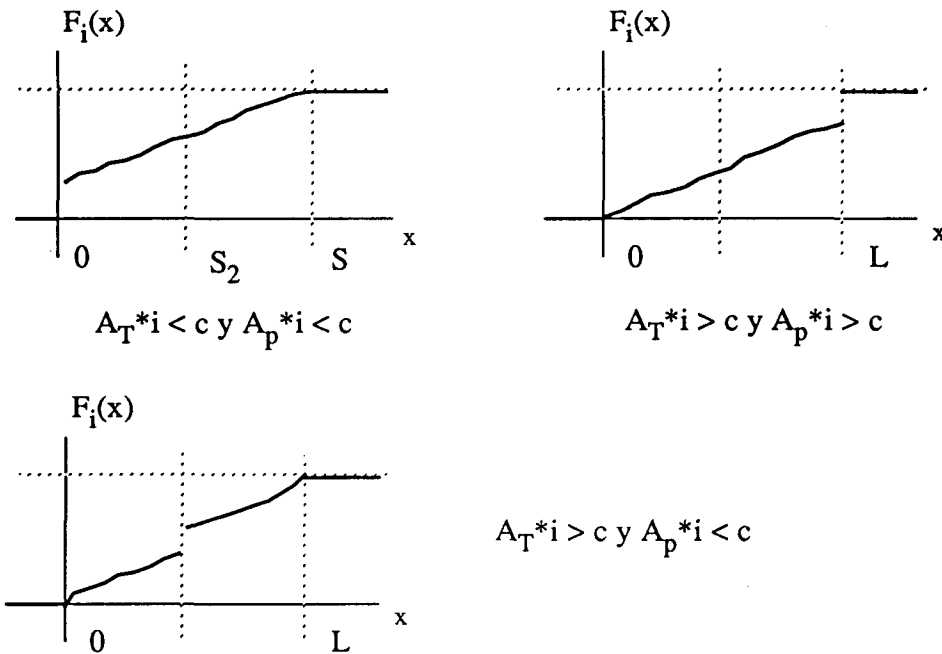 F_i(x)
x
0 S_2 S
A_T*i < c y A_p*i < c
F_i(x)
x
0 L
A_T*i > c y A_p*i > c
F_i(x)
x
0 L
A_T*i > c y A_p*i < c